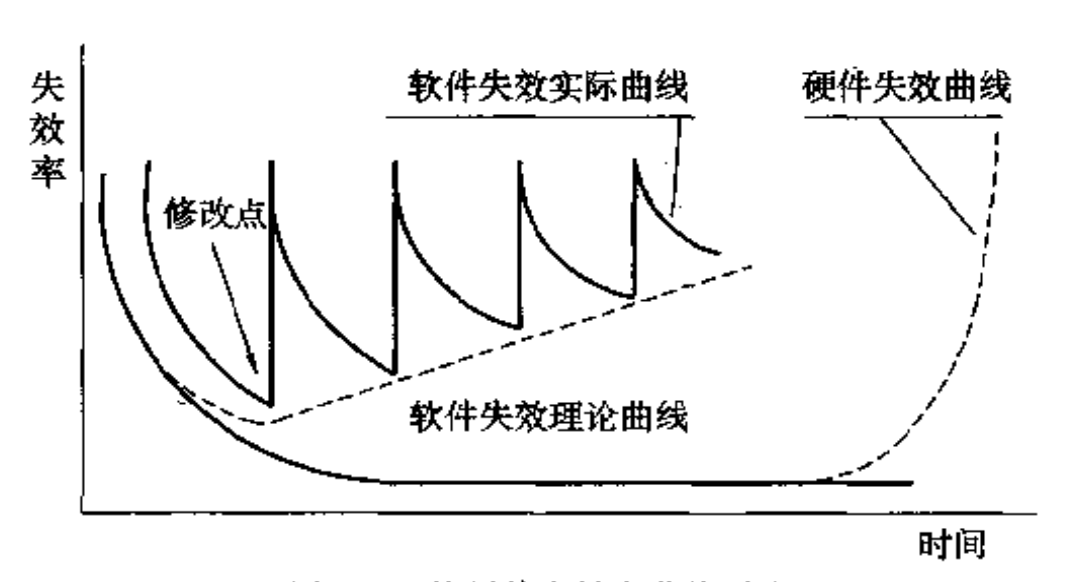 失效率
软件失效实际曲线
硬件失效曲线
修改点
软件失效理论曲线
时间